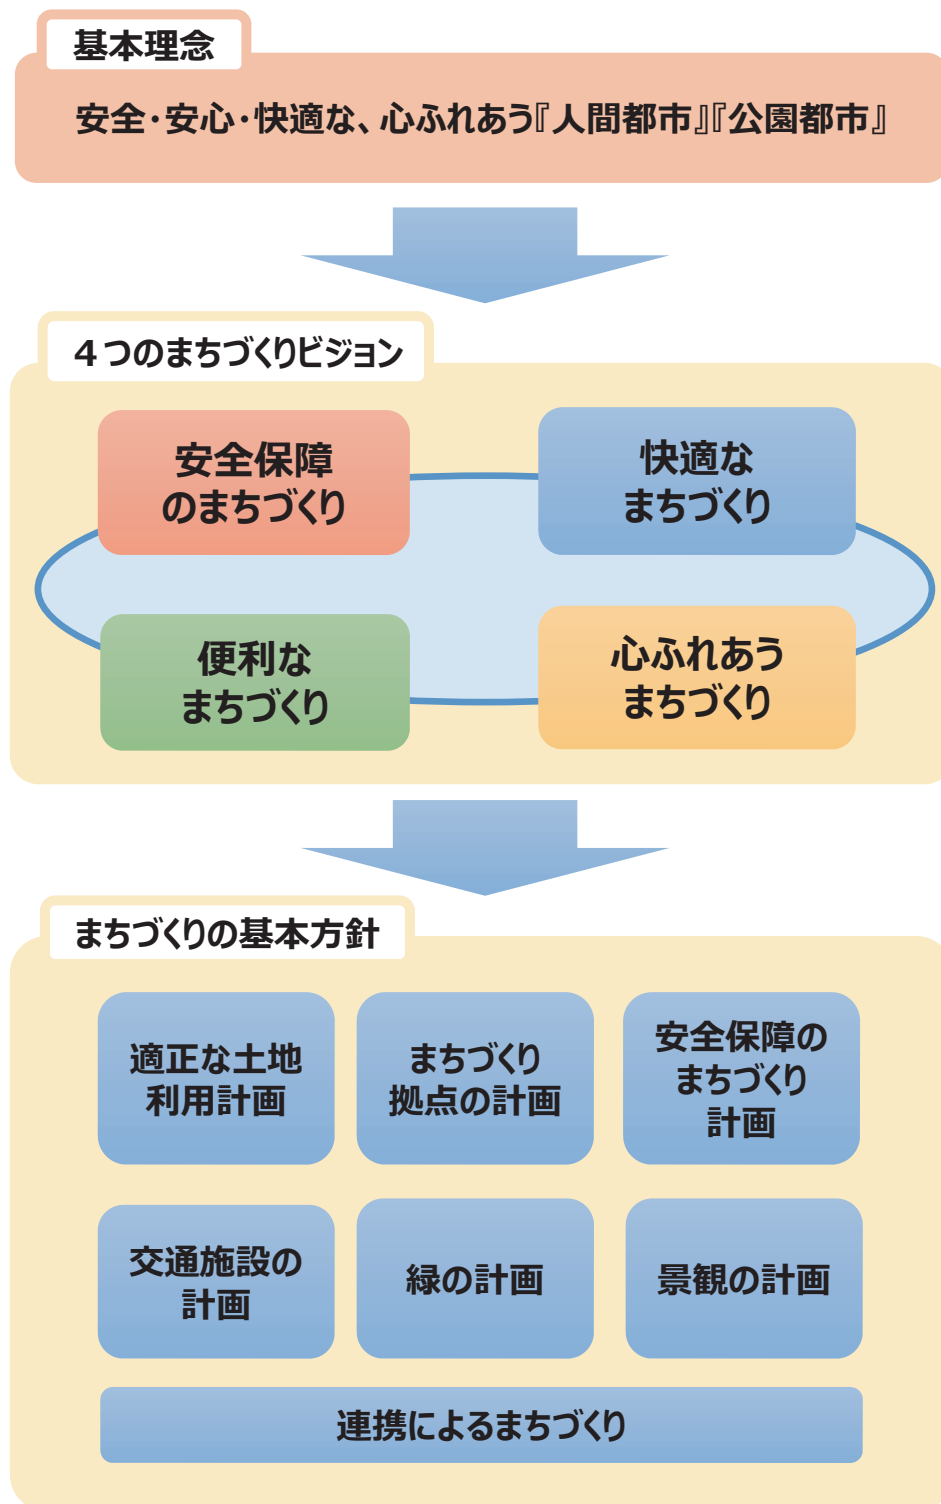 基本理念
安全・安心・快適な、心ふれあう『人間都市』『公園都市』
４つのまちづくりビジョン
安全保障
のまちづくり
快適な
まちづくり
便利な
まちづくり
心ふれあう
まちづくり
まちづくりの基本方針
適正な土地
利用計画
まちづくり
拠点の計画
安全保障の
まちづくり
計画
交通施設の
計画
緑の計画
景観の計画
連携によるまちづくり